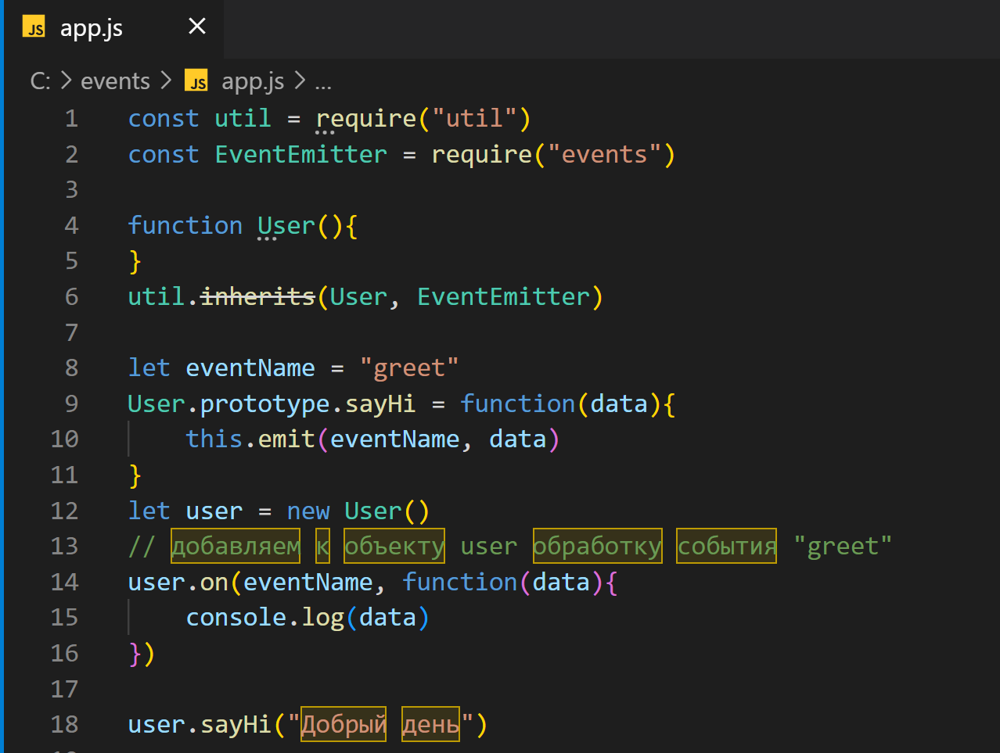 JS app.js ×
C: > events > JS app.js > ...
1 const util = require("util")
2 const EventEmitter = require("events")
3
4 function User(){
5 }
6 util.inherits(User, EventEmitter)
7
8 let eventName = "greet"
9 User.prototype.sayHi = function(data){
10 this.emit(eventName, data)
11 }
12 let user = new User()
13 // добавляем к объекту user обработку события "greet"
14 user.on(eventName, function(data){
15 console.log(data)
16 })
17
18 user.sayHi("Добрый день")